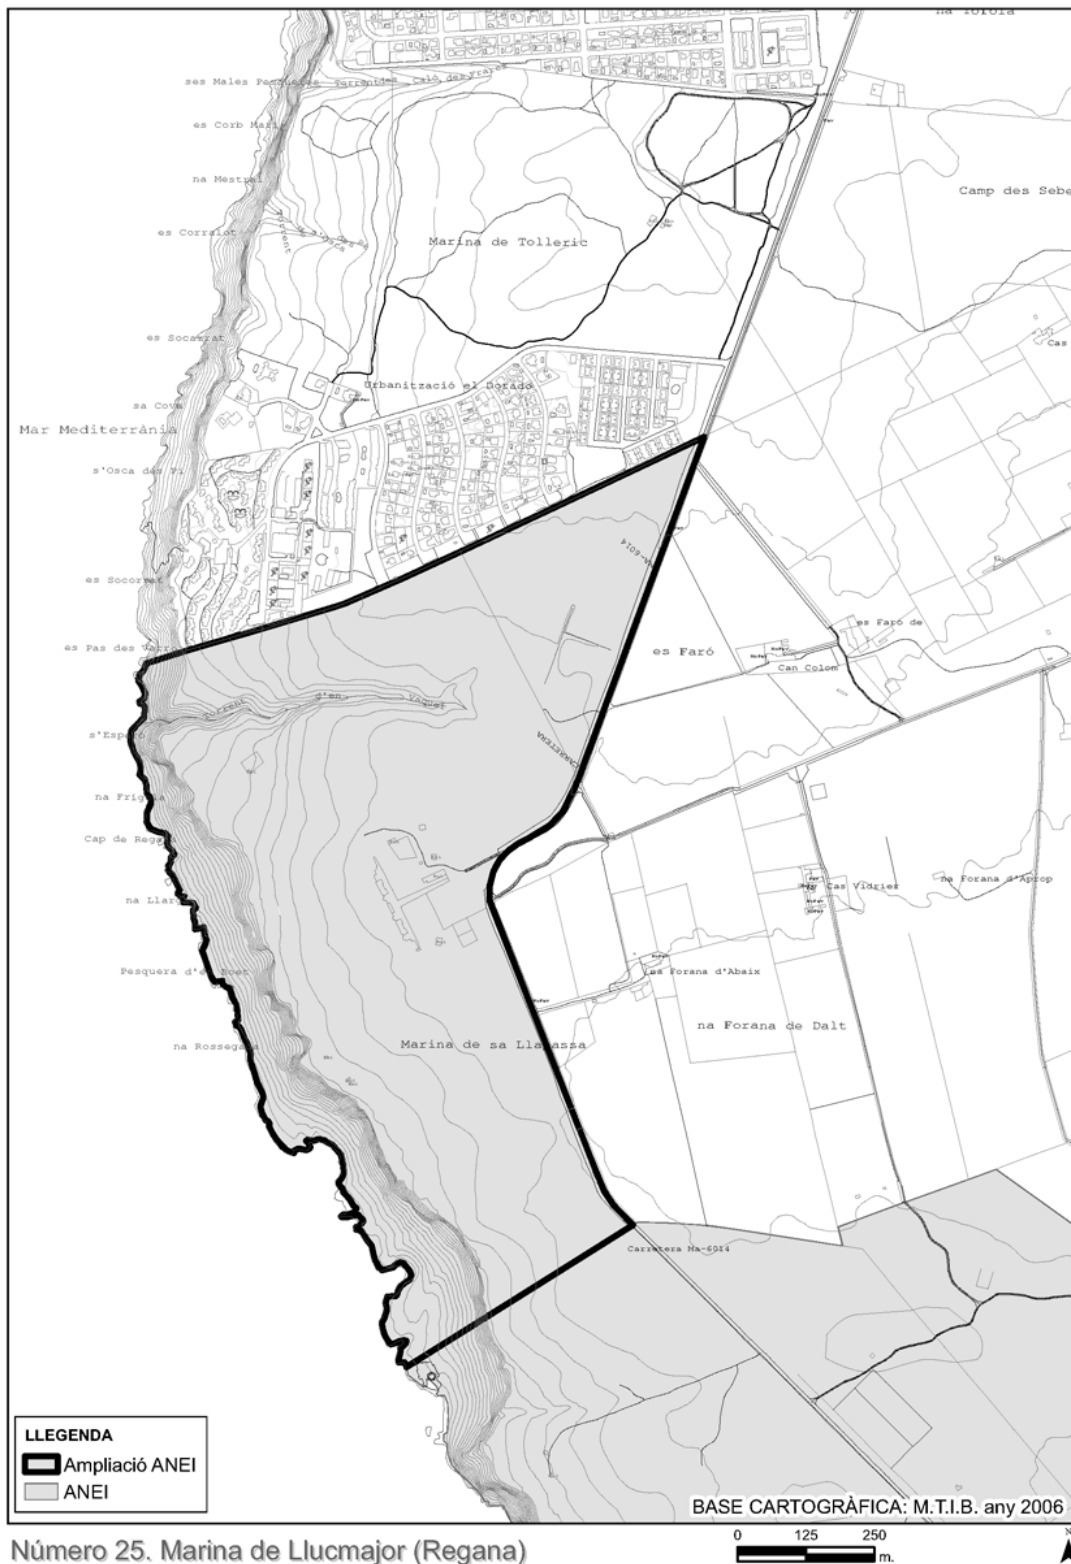 na Torola
ses Males Pesqueres
Torrent des Való des Frares
es Corb Marí
na Mestral
Camp des Sebe
es Corralot
Torrent
Marina de Tolleric
es Socarrat
Cas
Urbanització el Dorado
sa Cova
Mar Mediterrània
s'Osca des Pi
MA-6014
es Socorrat
es Faró de
es Pas des Verro
es Faró
Can Colom
Torrent d'en Vaquer
s'Esperó
CARRETERA
na Frigola
Cap de Regana
Cas Vidrier
na Forana d'Aprop
na Llarga
Pesquera d'en Boet
na Forana d'Abaix
na Forana de Dalt
na Rossegada
Marina de sa Llapassa
Carretera Ma-6014
LLEGENDA
Ampliació ANEI
ANEI
BASE CARTOGRÀFICA: M.T.I.B. any 2006
Número 25. Marina de Llucmajor (Regana)
0 125 250
m.
N